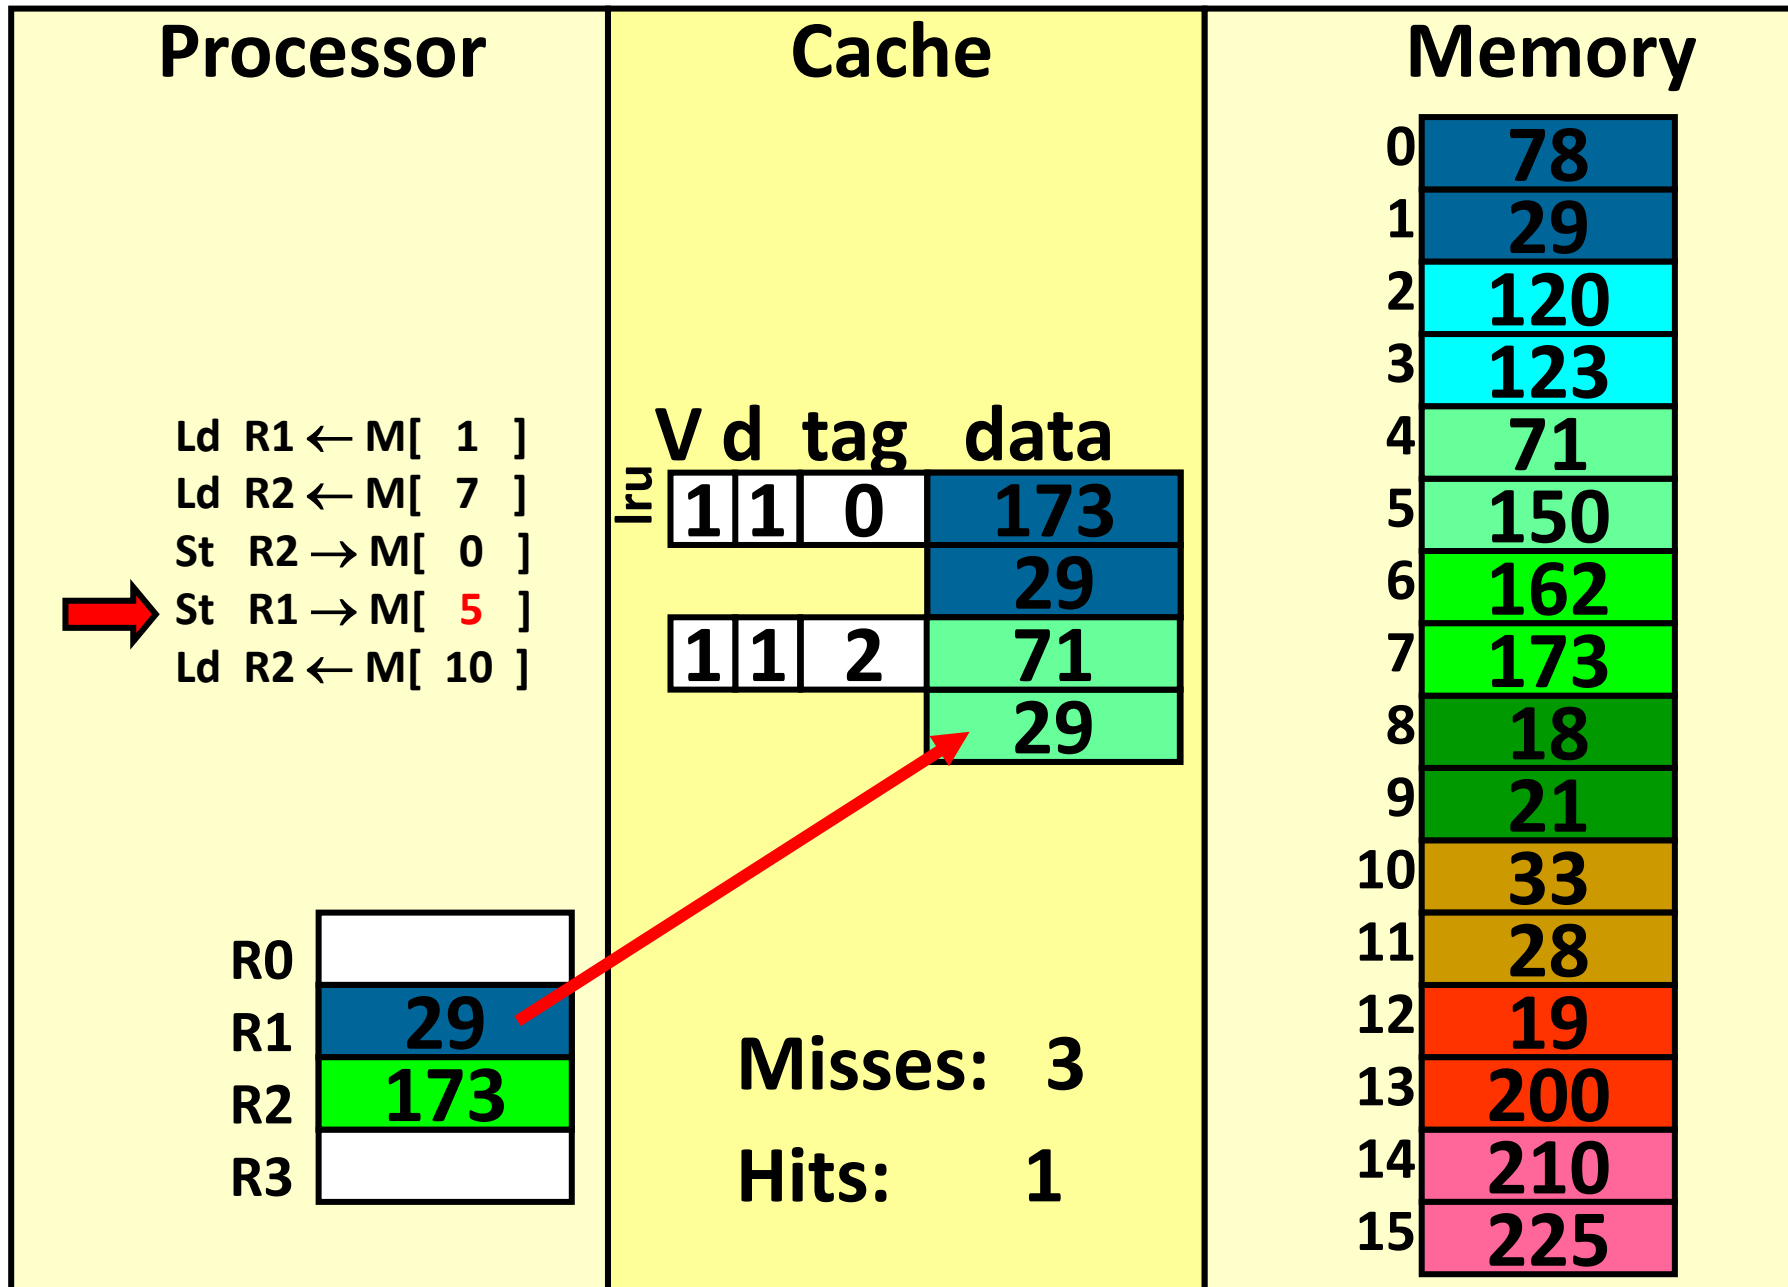 Processor
Ld R1 ← M[ 1 ]
Ld R2 ← M[ 7 ]
St R2 → M[ 0 ]
St R1 → M[ 5 ]
Ld R2 ← M[ 10 ]
R0
R1 29
R2 173
R3
Cache
V d tag data
lru
1 1 0 173
29
1 1 2 71
29
Misses: 3
Hits: 1
Memory
0 78
1 29
2 120
3 123
4 71
5 150
6 162
7 173
8 18
9 21
10 33
11 28
12 19
13 200
14 210
15 225